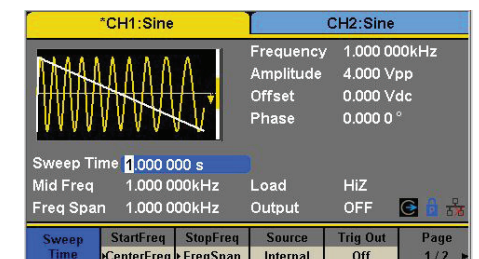 *CH1:Sine CH2:Sine
Frequency 1.000 000kHz
Amplitude 4.000 Vpp
Offset 0.000 Vdc
Phase 0.000 0 °
Sweep Time 1.000 000 s
Mid Freq 1.000 000kHz Load HiZ
Freq Span 1.000 000kHz Output OFF
Sweep StartFreq StopFreq Source Trig Out Page
Time CenterFreq FreqSpan Internal Off 1/2